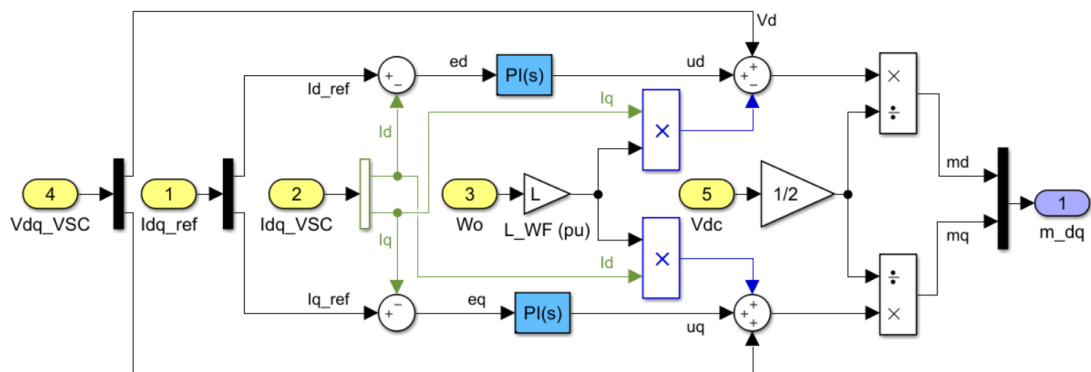 Vd
ed
PI(s)
ud
Id_ref
Id
Iq
4
Vdq_VSC
1
Idq_ref
2
Idq_VSC
3
Wo
L
L_WF (pu)
5
Vdc
1/2
md
mq
1
m_dq
Iq
Id
Iq_ref
eq
PI(s)
uq